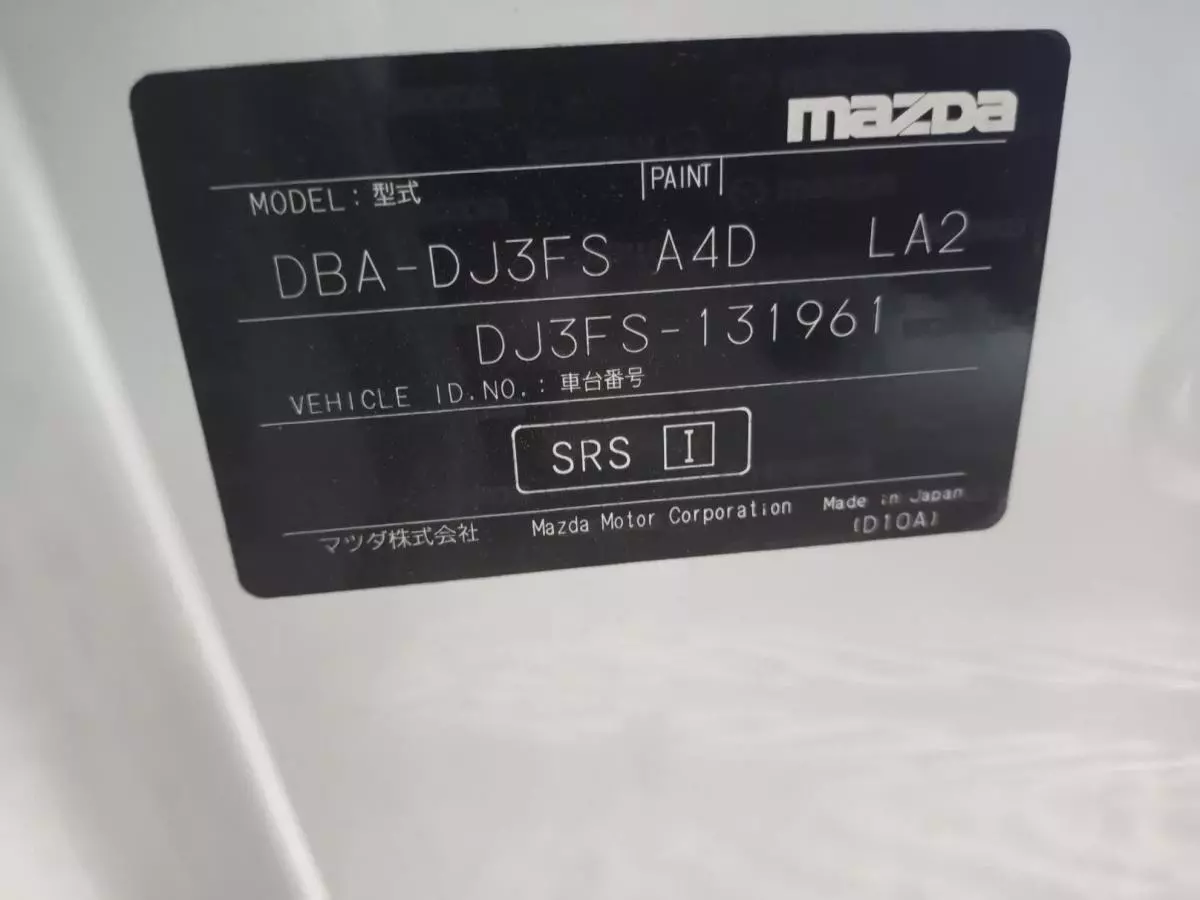 mazda
MODEL: 型式 PAINT
DBA-DJ3FS A4D LA2
DJ3FS-131961
VEHICLE ID.NO.: 車台番号
SRS I
マツダ株式会社 Mazda Motor Corporation Made in Japan
(D10A)